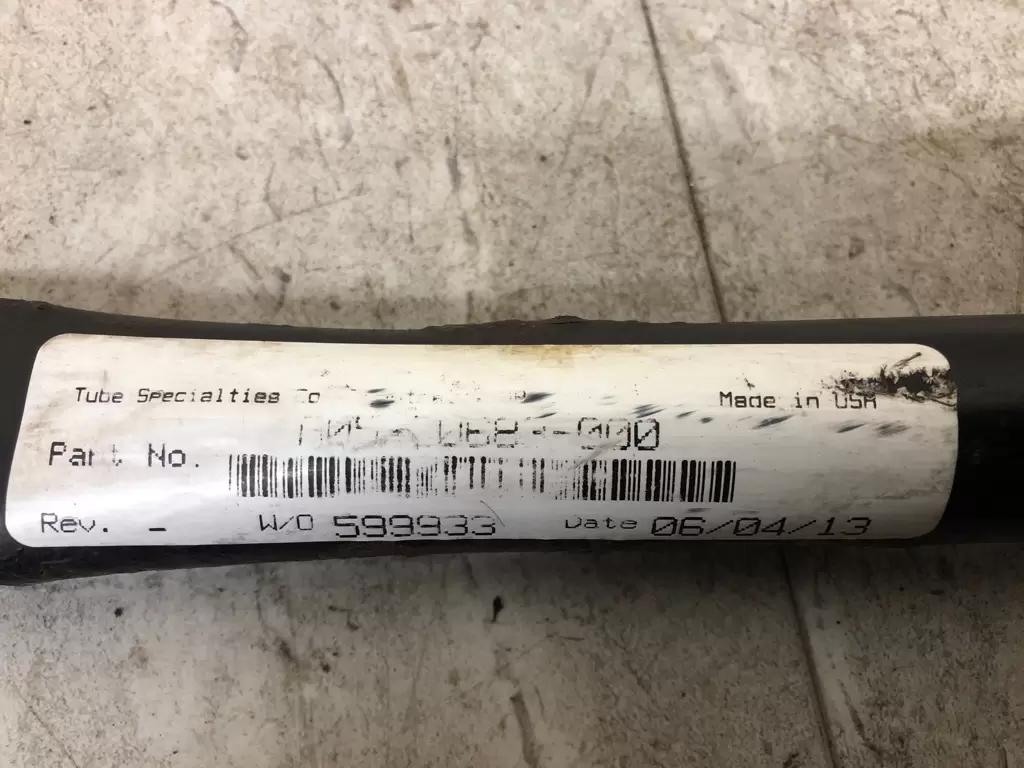 Tube Specialties Co
Made in USA
Part No.
Rev. - W/O 599933 Date 06/04/13